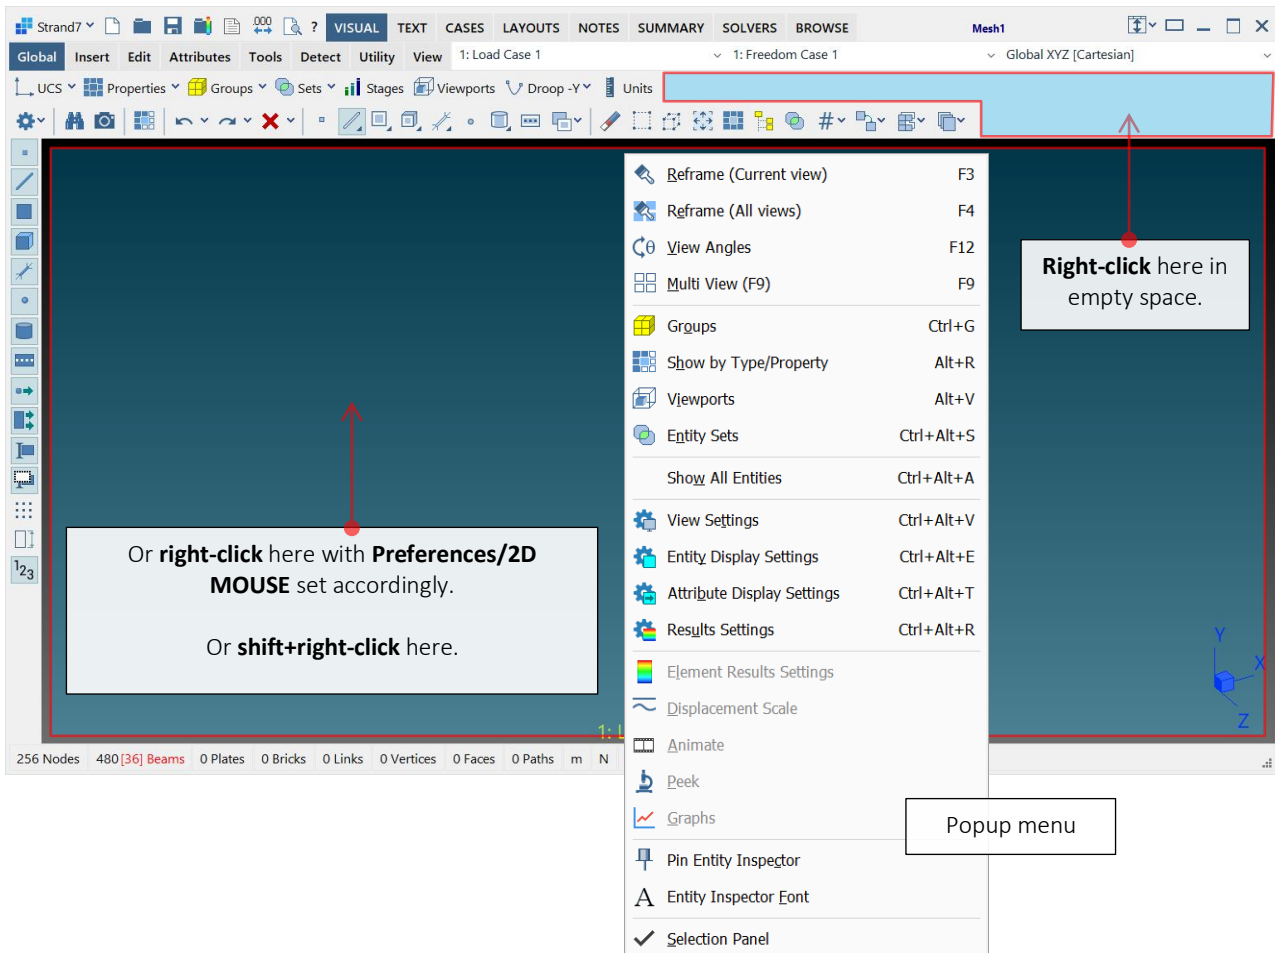 Strand7 .000 ? VISUAL TEXT CASES LAYOUTS NOTES SUMMARY SOLVERS BROWSE Mesh1
Global Insert Edit Attributes Tools Detect Utility View 1: Load Case 1 1: Freedom Case 1 Global XYZ [Cartesian]
UCS Properties Groups Sets Stages Viewports Droop -Y Units
Reframe (Current view) F3
Reframe (All views) F4
θ View Angles F12
Multi View (F9) F9
Groups Ctrl+G
Show by Type/Property Alt+R
Viewports Alt+V
Entity Sets Ctrl+Alt+S
Show All Entities Ctrl+Alt+A
View Settings Ctrl+Alt+V
Entity Display Settings Ctrl+Alt+E
Attribute Display Settings Ctrl+Alt+T
Results Settings Ctrl+Alt+R
Element Results Settings
Displacement Scale
Animate
Peek
Graphs
Pin Entity Inspector
A Entity Inspector Font
Selection Panel
Right-click here in
empty space.
Or right-click here with Preferences/2D
MOUSE set accordingly.
Or shift+right-click here.
123
Y
X
Z
1: L
256 Nodes 480 [36] Beams 0 Plates 0 Bricks 0 Links 0 Vertices 0 Faces 0 Paths m N
Popup menu